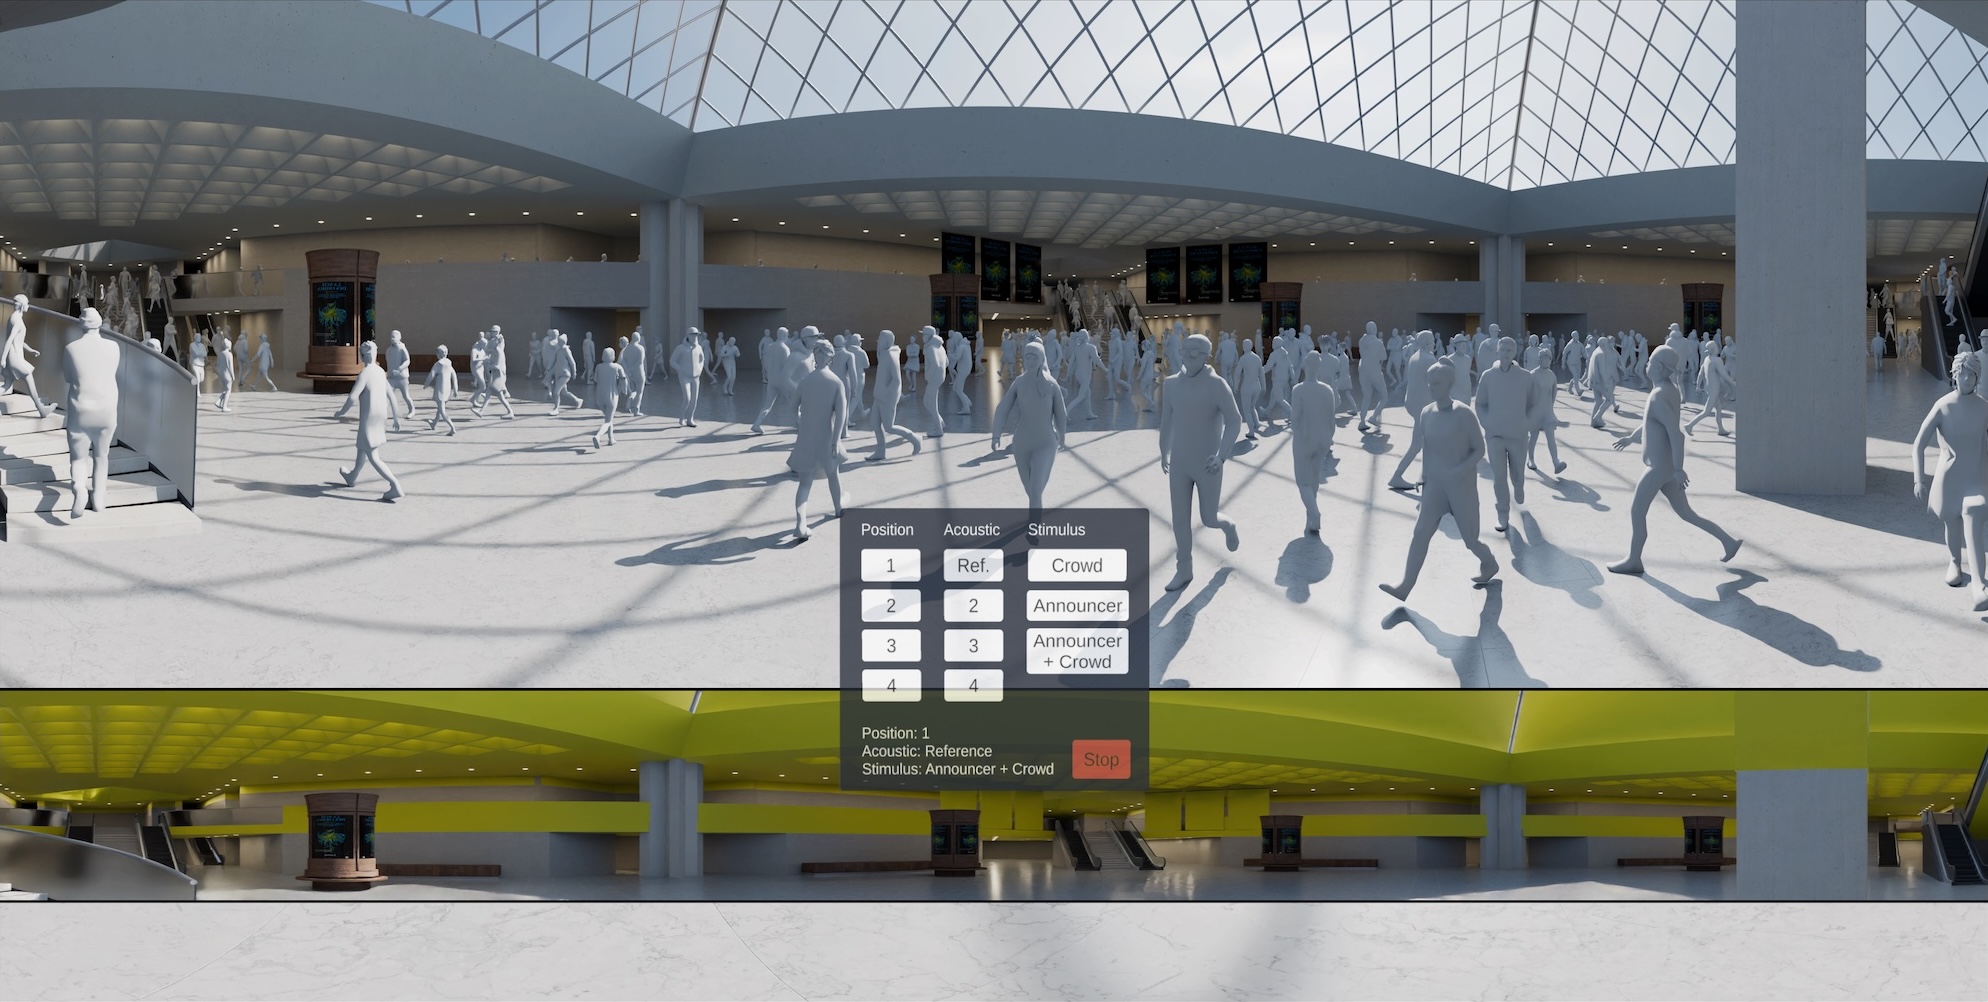 Position Acoustic Stimulus
1 Ref. Crowd
2 2 Announcer
3 3 Announcer
+ Crowd
4 4
Position: 1
Acoustic: Reference
Stimulus: Announcer + Crowd
Stop